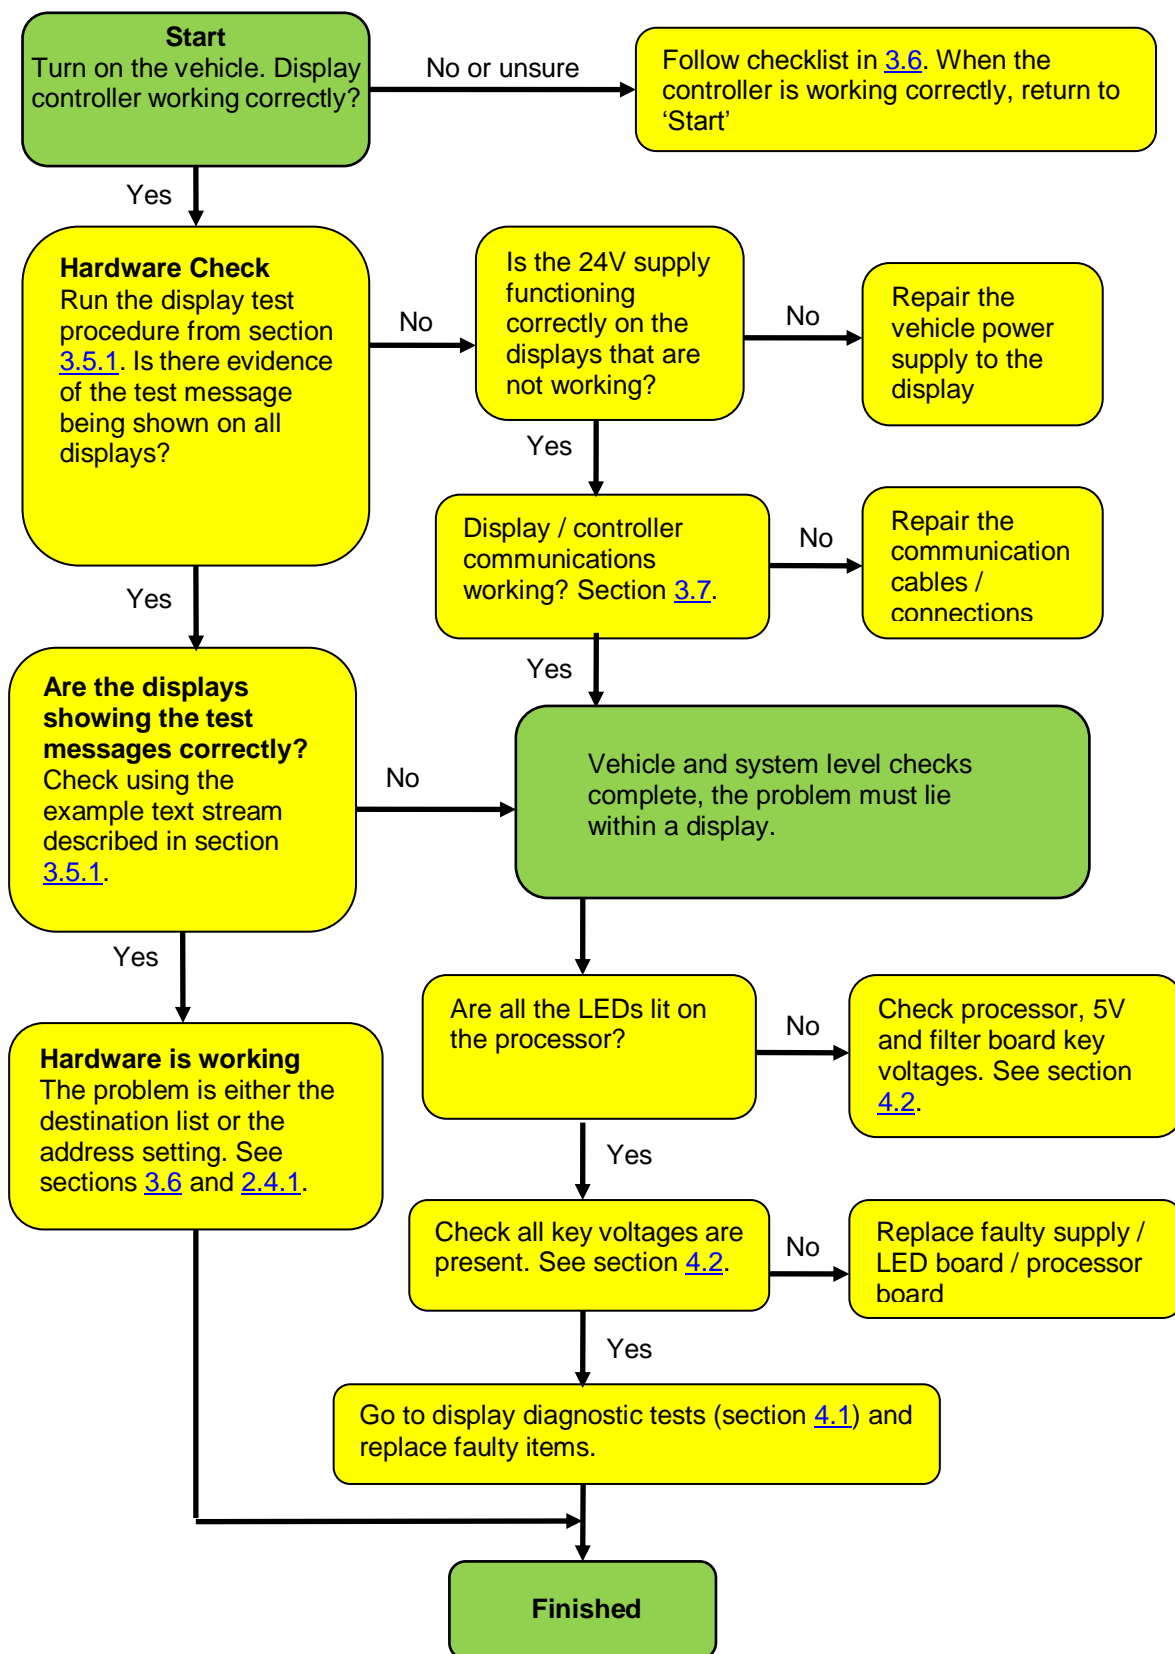 Start
Turn on the vehicle. Display
controller working correctly?
No or unsure
Follow checklist in 3.6. When the
controller is working correctly, return to
‘Start’
Yes
Hardware Check
Run the display test
procedure from section
3.5.1. Is there evidence
of the test message
being shown on all
displays?
No
Is the 24V supply
functioning
correctly on the
displays that are
not working?
No
Repair the
vehicle power
supply to the
display
Yes
Display / controller
communications
working? Section 3.7.
No
Repair the
communication
cables /
connections
Yes
Yes
Are the displays
showing the test
messages correctly?
Check using the
example text stream
described in section
3.5.1.
No
Vehicle and system level checks
complete, the problem must lie
within a display.
Yes
Are all the LEDs lit on
the processor?
No
Check processor, 5V
and filter board key
voltages. See section
4.2.
Hardware is working
The problem is either the
destination list or the
address setting. See
sections 3.6 and 2.4.1.
Yes
Check all key voltages are
present. See section 4.2.
No
Replace faulty supply /
LED board / processor
board
Yes
Go to display diagnostic tests (section 4.1) and
replace faulty items.
Finished